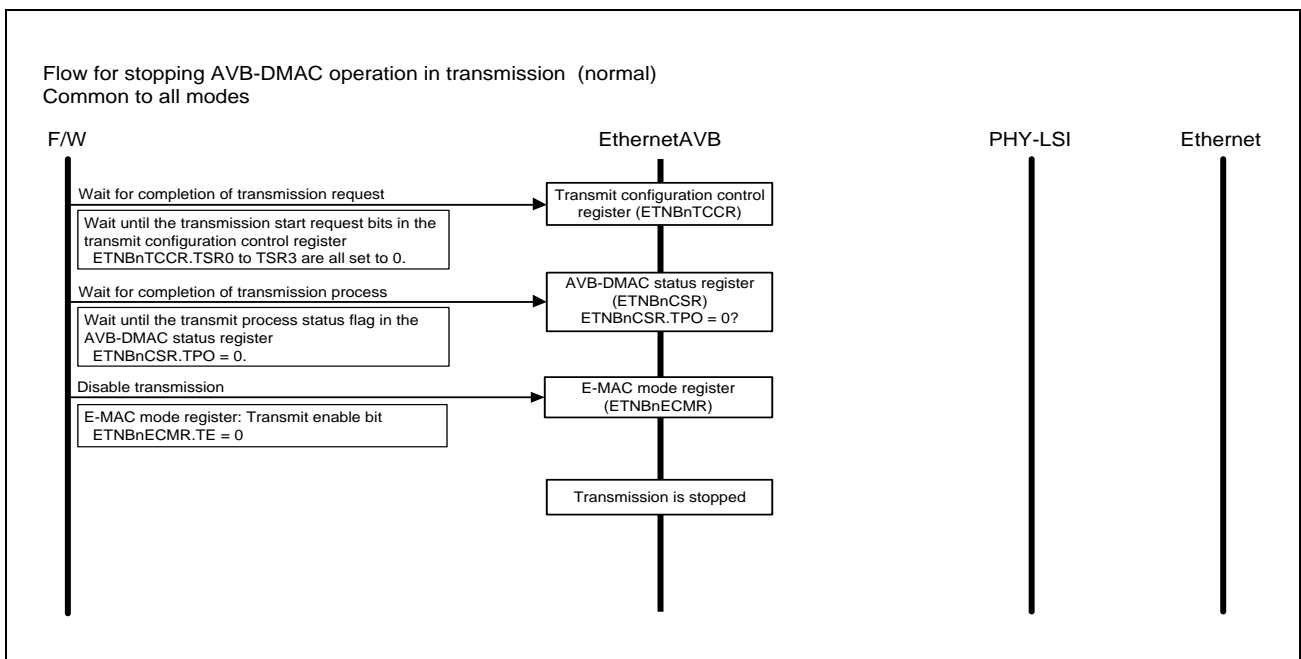 Flow for stopping AVB-DMAC operation in transmission  (normal)
Common to all modes
F/W
EthernetAVB
PHY-LSI
Ethernet
Wait for completion of transmission request
Transmit configuration control
register (ETNBnTCCR)
Wait until the transmission start request bits in the
transmit configuration control register
ETNBnTCCR.TSR0 to TSR3 are all set to 0.
Wait for completion of transmission process
AVB-DMAC status register
(ETNBnCSR)
ETNBnCSR.TPO = 0?
Wait until the transmit process status flag in the
AVB-DMAC status register
ETNBnCSR.TPO = 0.
Disable transmission
E-MAC mode register
(ETNBnECMR)
E-MAC mode register: Transmit enable bit
ETNBnECMR.TE = 0
Transmission is stopped